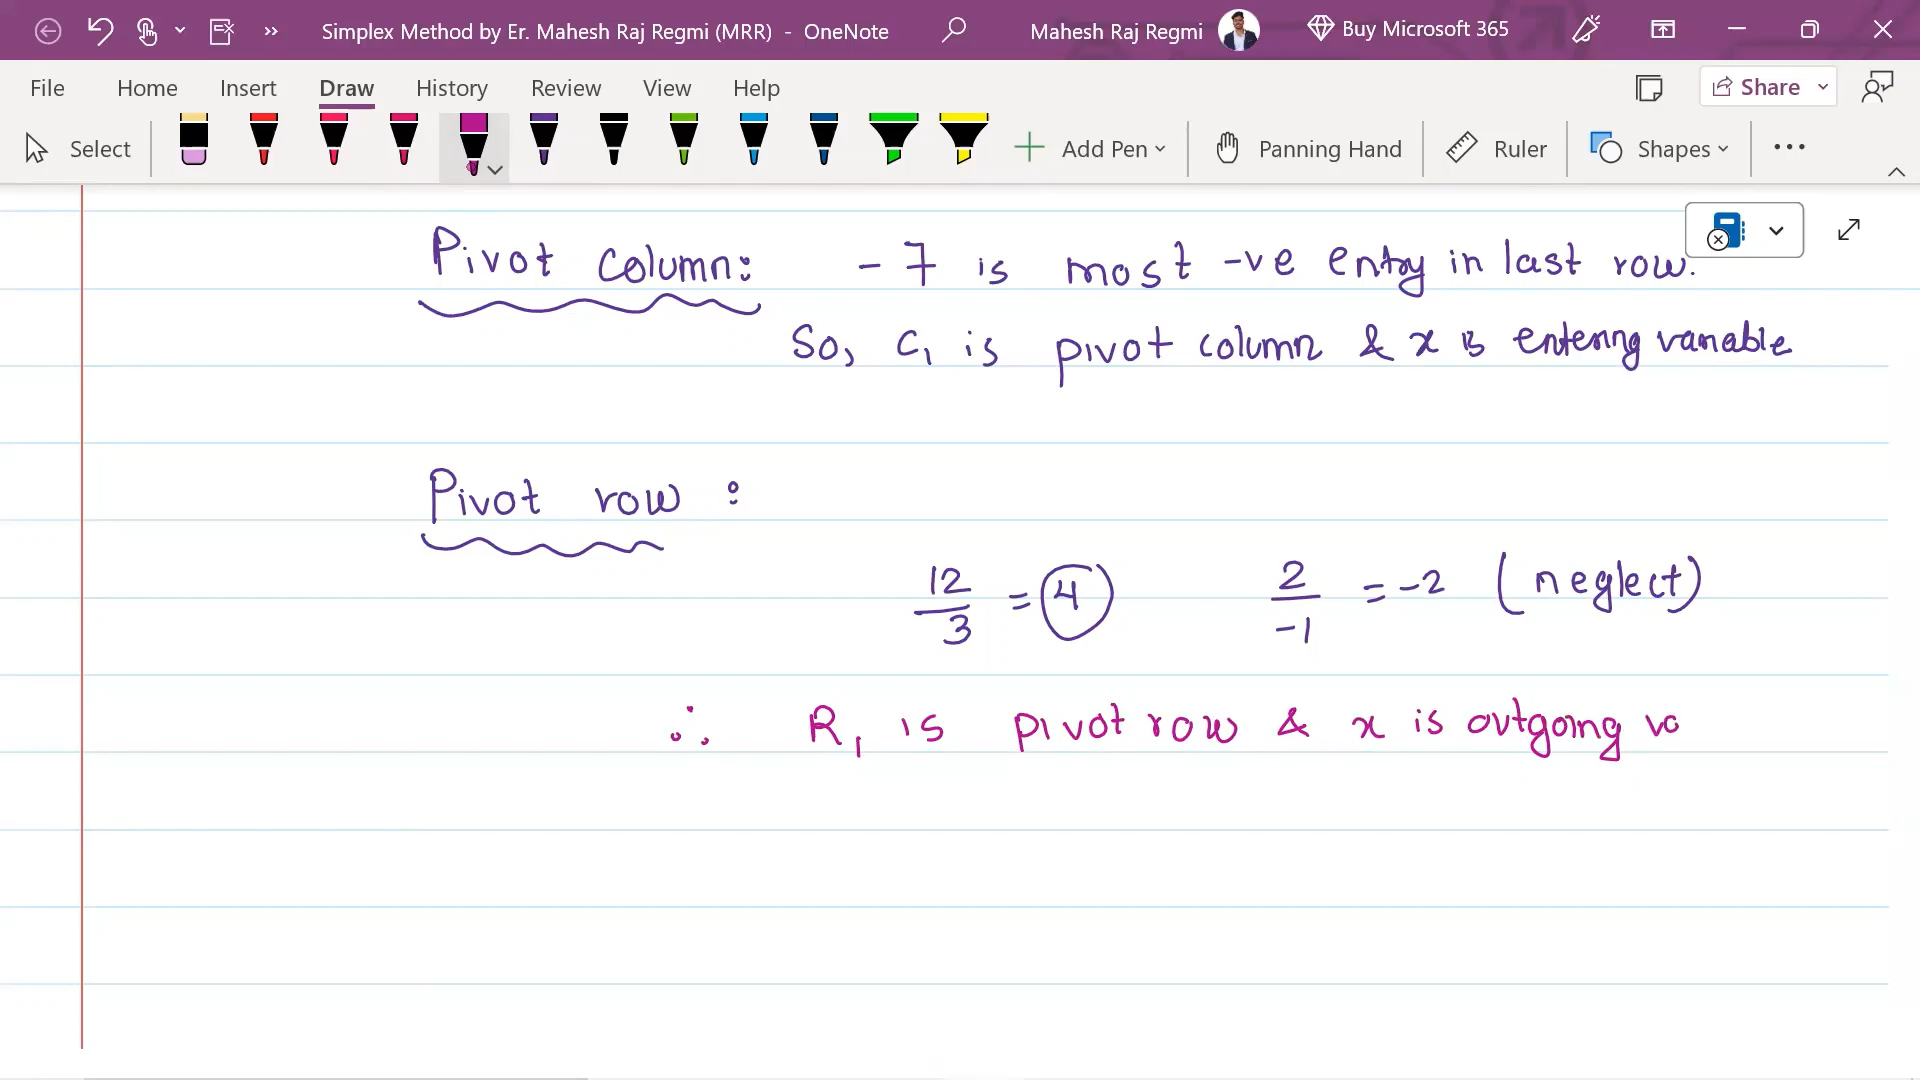 Simplex Method by Er. Mahesh Raj Regmi (MRR) - OneNote
Mahesh Raj Regmi
Buy Microsoft 365
File Home Insert Draw History Review View Help
Share
Select
Add Pen
Panning Hand
Ruler
Shapes
Pivot column: -7 is most -ve entry in last row.
So, C₁ is pivot column & x is entering variable
Pivot row :
12/3 = 4 2/-1 = -2 (neglect)
∴ R₁ is pivot row & x is outgoing va